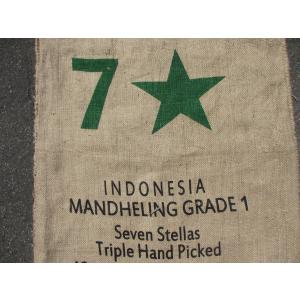 7
INDONESIA
MANDHELING GRADE 1
Seven Stellas
Triple Hand Picked